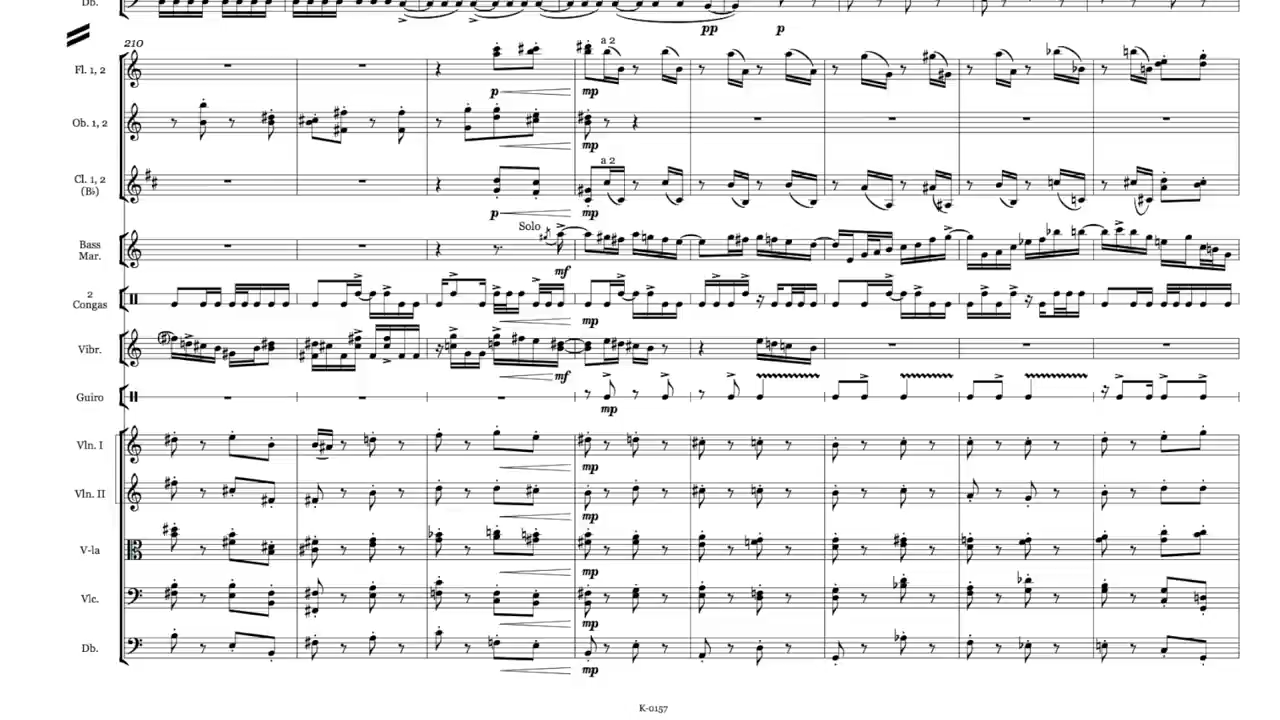 Db.
pp p
210
a 2
Fl. 1, 2
p mp
Ob. 1, 2
mp
a 2
Cl. 1, 2
(B♭)
p mp
Solo
Bass
Mar.
mf
2
Congas
mp
Vibr.
mf
Guiro
mp
Vln. I
mp
Vln. II
mp
V-la
mp
Vlc.
mp
Db.
mp
K-0157